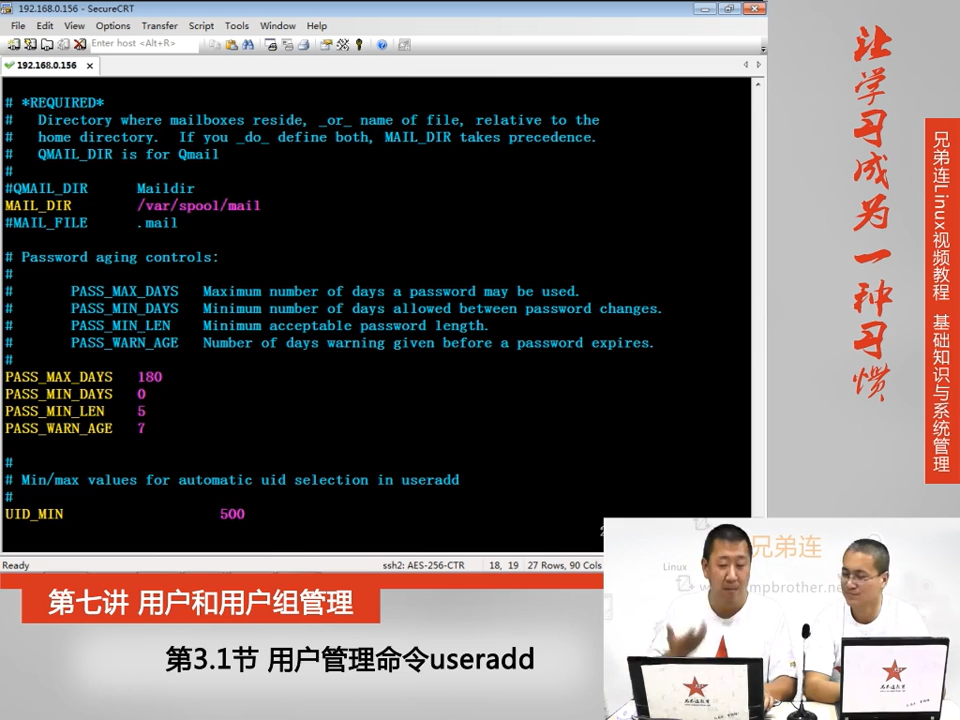 192.168.0.156 - SecureCRT
File Edit View Options Transfer Script Tools Window Help
Enter host <Alt+R>
192.168.0.156
# *REQUIRED*
#   Directory where mailboxes reside, _or_ name of file, relative to the
#   home directory.  If you _do_ define both, MAIL_DIR takes precedence.
#   QMAIL_DIR is for Qmail
#
#QMAIL_DIR      Maildir
MAIL_DIR        /var/spool/mail
#MAIL_FILE      .mail
# Password aging controls:
#
#       PASS_MAX_DAYS   Maximum number of days a password may be used.
#       PASS_MIN_DAYS   Minimum number of days allowed between password changes.
#       PASS_MIN_LEN    Minimum acceptable password length.
#       PASS_WARN_AGE   Number of days warning given before a password expires.
#
PASS_MAX_DAYS   180
PASS_MIN_DAYS   0
PASS_MIN_LEN    5
PASS_WARN_AGE   7
#
# Min/max values for automatic uid selection in useradd
#
UID_MIN                   500
Ready ssh2: AES-256-CTR 18, 19 27 Rows, 90 Cols
让学习成为一种习惯
兄弟连Linux视频教程 基础知识与系统管理
第七讲 用户和用户组管理
第3.1节 用户管理命令useradd
兄弟连
Linux
mpbrother.ne